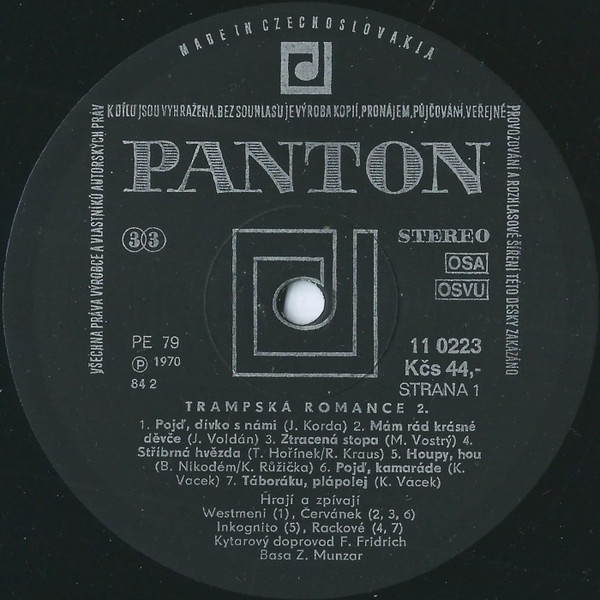 MADE IN CZECHOSLOVAKIA
VŠECHNA PRÁVA VÝROBCE A VLASTNÍKŮ AUTORSKÝCH PRÁV
K DÍLU JSOU VYHRAŽENA. BEZ SOUHLASU JE VÝROBA KOPIÍ, PRONÁJEM, PŮJČOVÁNÍ, VEŘEJNÉ
PROVOZOVÁNÍ A ROZHLASOVÉ ŠÍŘENÍ TÉTO DESKY ZAKÁZÁNO
PANTON
33
STEREO
OSA
OSVU
PE 79
Ⓟ 1970
84 2
11 0223
Kčs 44,-
STRANA 1
TRAMPSKÁ ROMANCE 2.
1. Pojď, dívko s námi (J. Korda) 2. Mám rád krásné
děvče (J. Voldán) 3. Ztracená stopa (M. Vostrý) 4.
Stříbrná hvězda (T. Hořínek/R. Kraus) 5. Houpy, hou
(B. Nikodém/K. Růžička) 6. Pojď, kamaráde (K.
Vacek) 7. Táboráku, plápolej (K. Vacek)
Hrají a zpívají
Westmeni (1), Červánek (2, 3, 6)
Inkognito (5), Rackové (4, 7)
Kytarový doprovod F. Fridrich
Basa Z. Munzar